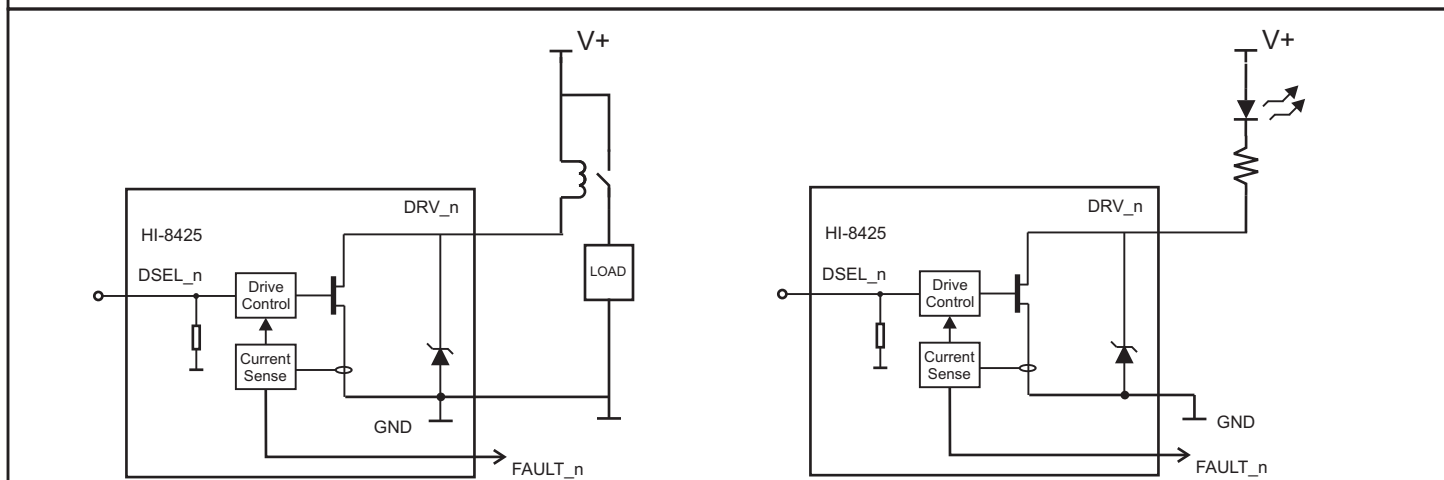 V+
DRV_n
HI-8425
DSEL_n
Drive
Control
LOAD
Current
Sense
GND
FAULT_n
V+
DRV_n
HI-8425
DSEL_n
Drive
Control
Current
Sense
GND
FAULT_n